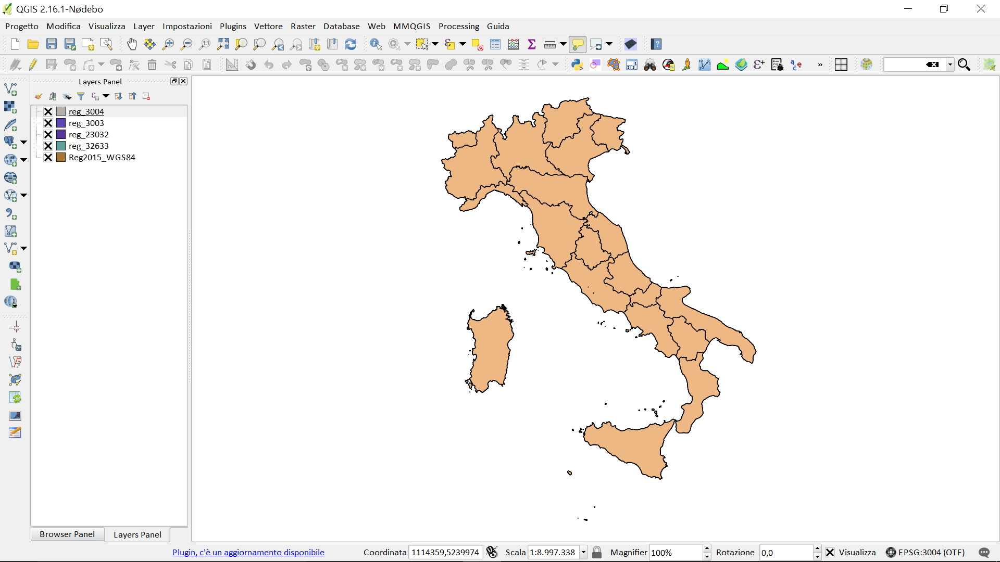 QGIS 2.16.1-Nødebo
Progetto Modifica Visualizza Layer Impostazioni Plugins Vettore Raster Database Web MMQGIS Processing Guida
Layers Panel
reg_3004
reg_3003
reg_23032
reg_32633
Reg2015_WGS84
Browser Panel Layers Panel
Plugin, c'è un aggiornamento disponibile Coordinata 1114359,5239974 Scala 1:8.997.338 Magnifier 100% Rotazione 0,0 Visualizza EPSG:3004 (OTF)